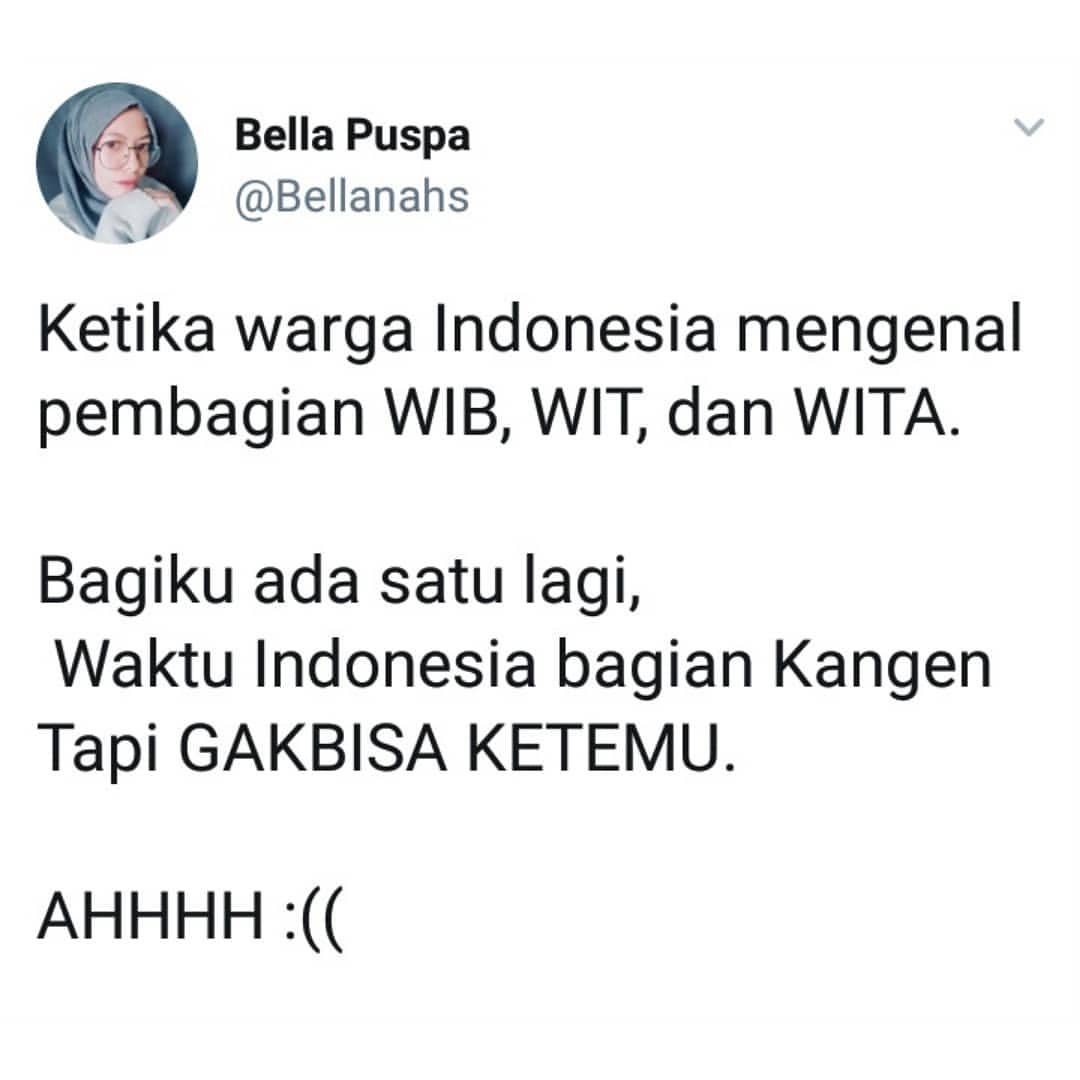 Bella Puspa
@Bellanahs
Ketika warga Indonesia mengenal
pembagian WIB, WIT, dan WITA.
Bagiku ada satu lagi,
Waktu Indonesia bagian Kangen
Tapi GAKBISA KETEMU.
AHHHH :((